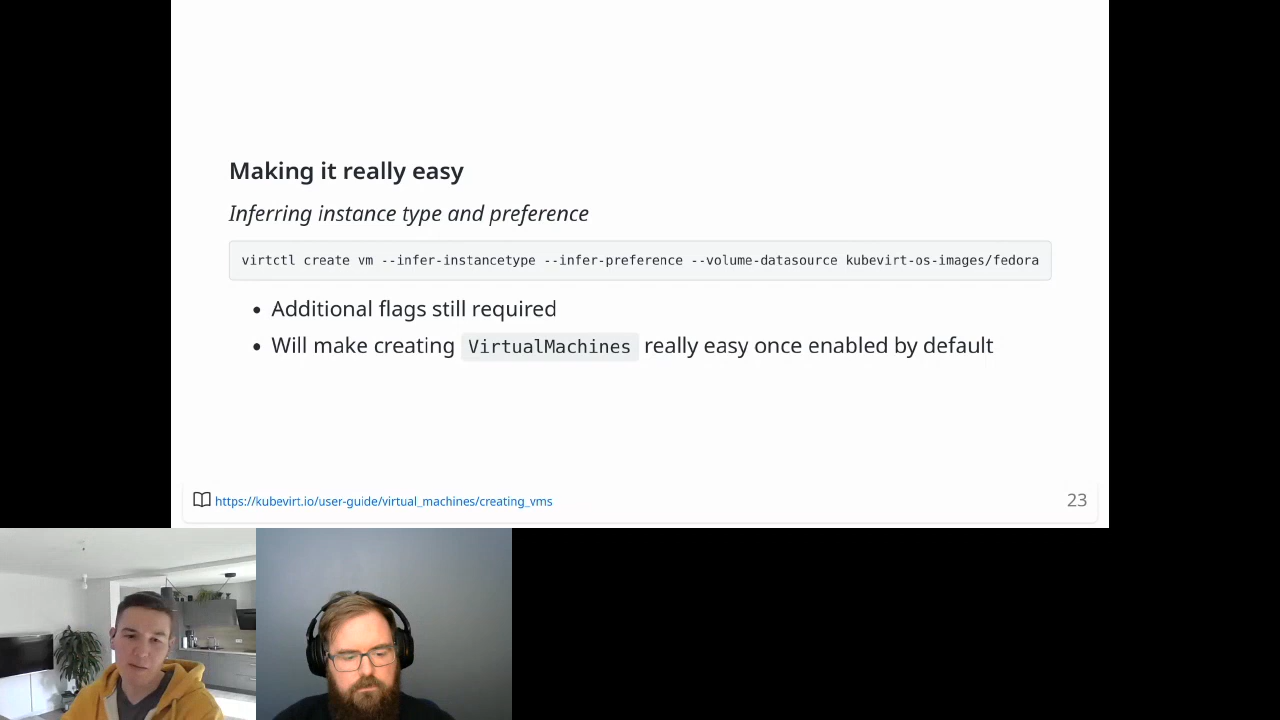 Making it really easy
Inferring instance type and preference
virtctl create vm --infer-instancetype --infer-preference --volume-datasource kubevirt-os-images/fedora
• Additional flags still required
• Will make creating VirtualMachines really easy once enabled by default
https://kubevirt.io/user-guide/virtual_machines/creating_vms
23